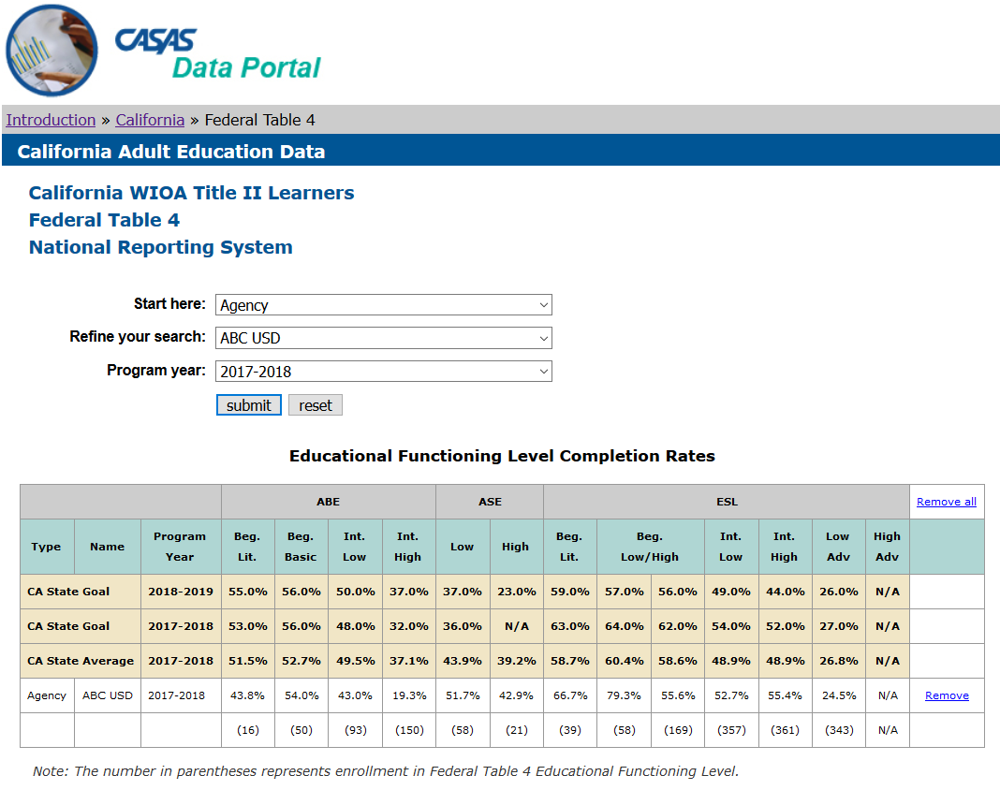 CASAS
Data Portal
Introduction » California » Federal Table 4
California Adult Education Data
California WIOA Title II Learners
Federal Table 4
National Reporting System
Start here: Agency
Refine your search: ABC USD
Program year: 2017-2018
submit reset
Educational Functioning Level Completion Rates
ABE ASE ESL Remove all
Type Name Program Year Beg. Lit. Beg. Basic Int. Low Int. High Low High Beg. Lit. Beg. Low/High Int. Low Int. High Low Adv High Adv
CA State Goal 2018-2019 55.0% 56.0% 50.0% 37.0% 37.0% 23.0% 59.0% 57.0% 56.0% 49.0% 44.0% 26.0% N/A
CA State Goal 2017-2018 53.0% 56.0% 48.0% 32.0% 36.0% N/A 63.0% 64.0% 62.0% 54.0% 52.0% 27.0% N/A
CA State Average 2017-2018 51.5% 52.7% 49.5% 37.1% 43.9% 39.2% 58.7% 60.4% 58.6% 48.9% 48.9% 26.8% N/A
Agency ABC USD 2017-2018 43.8% 54.0% 43.0% 19.3% 51.7% 42.9% 66.7% 79.3% 55.6% 52.7% 55.4% 24.5% N/A Remove
(16) (50) (93) (150) (58) (21) (39) (58) (169) (357) (361) (343) N/A
Note: The number in parentheses represents enrollment in Federal Table 4 Educational Functioning Level.